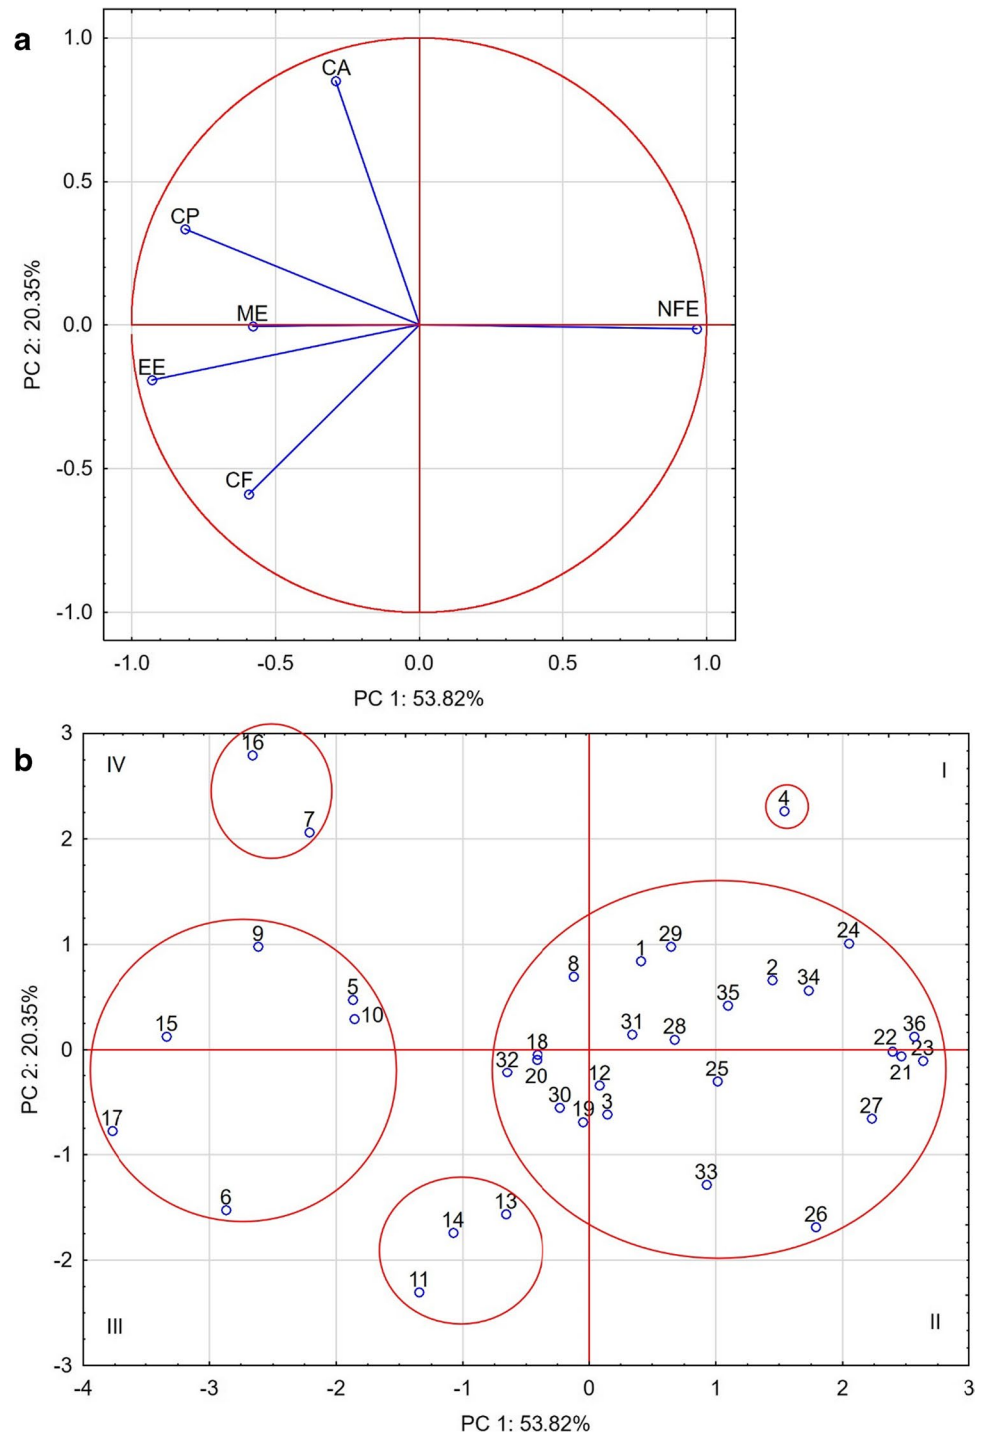 a
1.0
CA
0.5
CP
ME
NFE
0.0
EE
CF
-0.5
-1.0
PC 2: 20.35%
-1.0 -0.5 0.0 0.5 1.0
PC 1: 53.82%
b
3
16
IV
I
4
7
2
9
24
29
1
1
8
2
34
5
35
10
15
31
28
36
22
23
18
0
32
12
25
21
20
30
3
27
19
17
-1
33
6
13
26
14
-2
11
III
II
-3
PC 2: 20.35%
-4 -3 -2 -1 0 1 2 3
PC 1: 53.82%